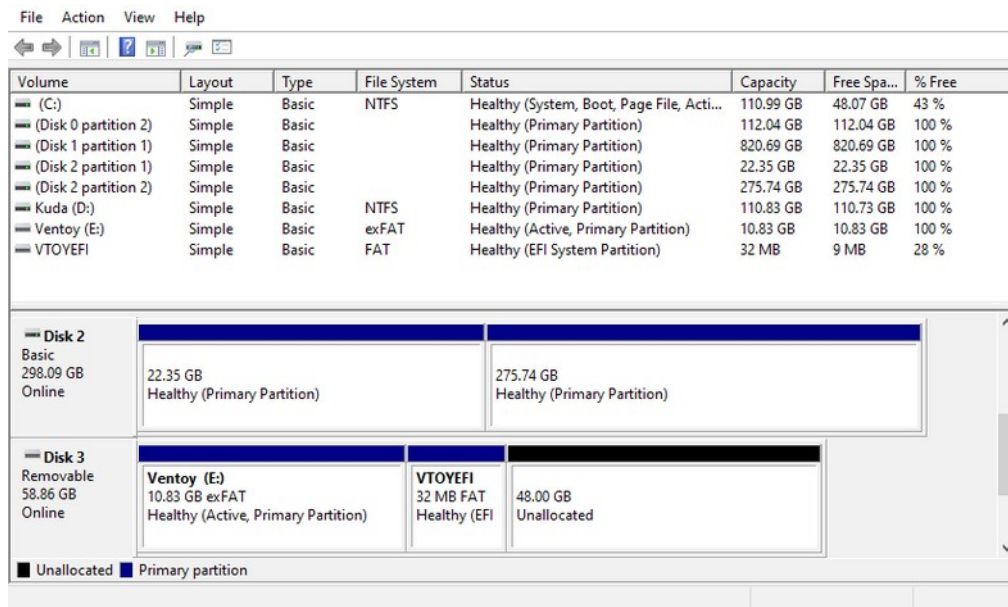 File Action View Help
Volume Layout Type File System Status Capacity Free Spa... % Free
(C:) Simple Basic NTFS Healthy (System, Boot, Page File, Acti... 110.99 GB 48.07 GB 43 %
(Disk 0 partition 2) Simple Basic Healthy (Primary Partition) 112.04 GB 112.04 GB 100 %
(Disk 1 partition 1) Simple Basic Healthy (Primary Partition) 820.69 GB 820.69 GB 100 %
(Disk 2 partition 1) Simple Basic Healthy (Primary Partition) 22.35 GB 22.35 GB 100 %
(Disk 2 partition 2) Simple Basic Healthy (Primary Partition) 275.74 GB 275.74 GB 100 %
Kuda (D:) Simple Basic NTFS Healthy (Primary Partition) 110.83 GB 110.73 GB 100 %
Ventoy (E:) Simple Basic exFAT Healthy (Active, Primary Partition) 10.83 GB 10.83 GB 100 %
VTOYEFI Simple Basic FAT Healthy (EFI System Partition) 32 MB 9 MB 28 %
Disk 2
Basic
298.09 GB
Online
22.35 GB
Healthy (Primary Partition)
275.74 GB
Healthy (Primary Partition)
Disk 3
Removable
58.86 GB
Online
Ventoy (E:)
10.83 GB exFAT
Healthy (Active, Primary Partition)
VTOYEFI
32 MB FAT
Healthy (EFI
48.00 GB
Unallocated
Unallocated Primary partition